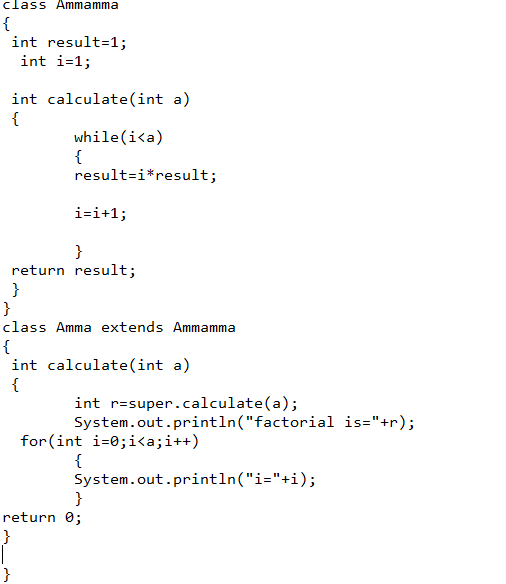 class Ammamma
{
 int result=1;
  int i=1;

 int calculate(int a)
 {
        while(i<a)
        {
        result=i*result;

        i=i+1;

        }
 return result;
 }
}
class Amma extends Ammamma
{
 int calculate(int a)
 {
        int r=super.calculate(a);
        System.out.println("factorial is="+r);
  for(int i=0;i<a;i++)
        {
        System.out.println("i="+i);
        }
return 0;
}

}